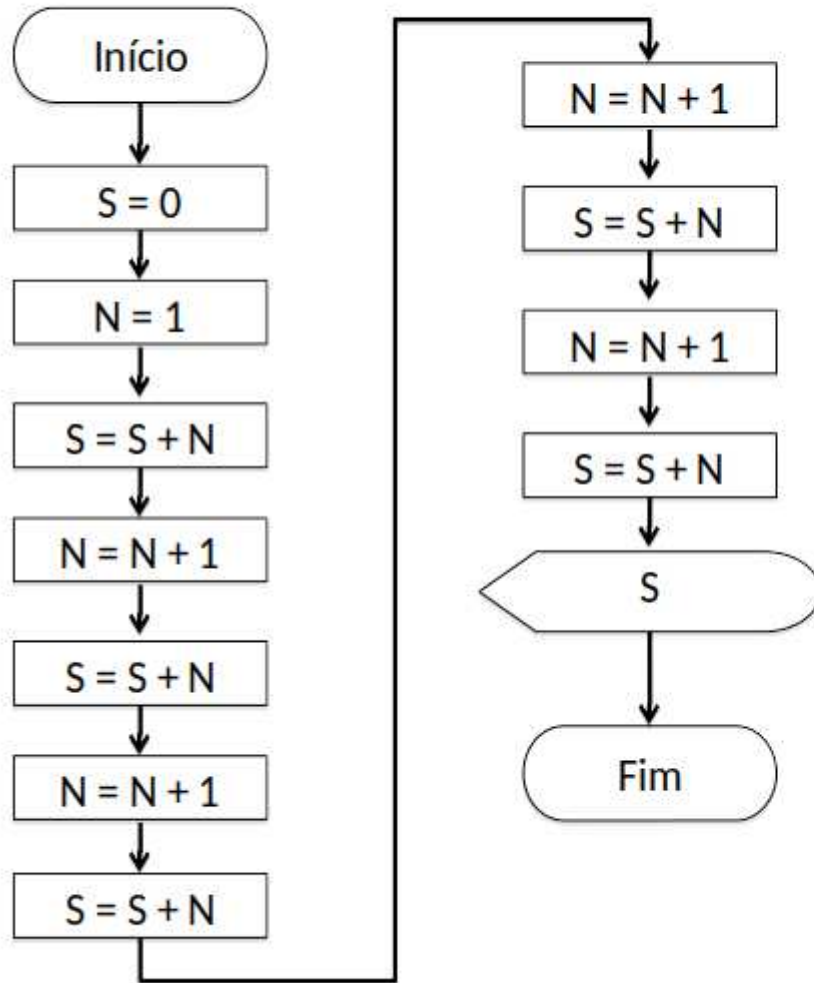 Início
S = 0
N = 1
S = S + N
N = N + 1
S = S + N
N = N + 1
S = S + N
N = N + 1
S = S + N
N = N + 1
S = S + N
S
Fim